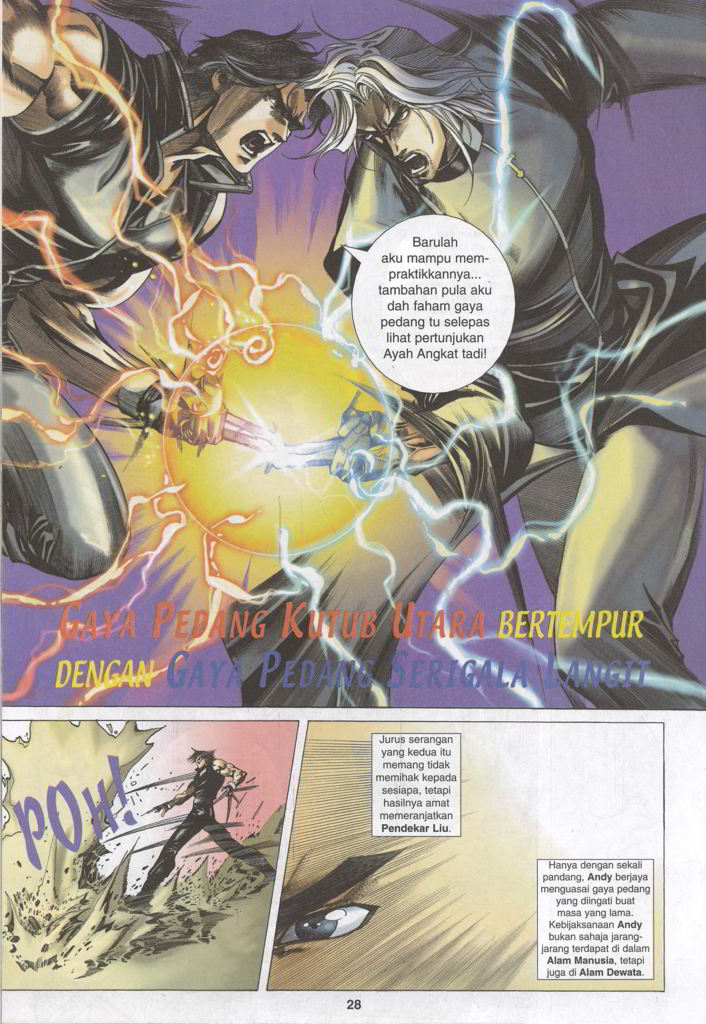 Barulah
aku mampu mem-
praktikkannya...
tambahan pula aku
dah faham gaya
pedang tu selepas
lihat pertunjukan
Ayah Angkat tadi!
GAYA PEDANG KUTUB UTARA BERTEMPUR
DENGAN GAYA PEDANG SERIGALA LANGIT
POH!
Jurus serangan
yang kedua itu
memang tidak
memihak kepada
sesiapa, tetapi
hasilnya amat
memeranjatkan
Pendekar Liu.
Hanya dengan sekali
pandang, Andy berjaya
menguasai gaya pedang
yang diingati buat
masa yang lama.
Kebijaksanaan Andy
bukan sahaja jarang-
jarang terdapat di dalam
Alam Manusia, tetapi
juga di Alam Dewata.
28